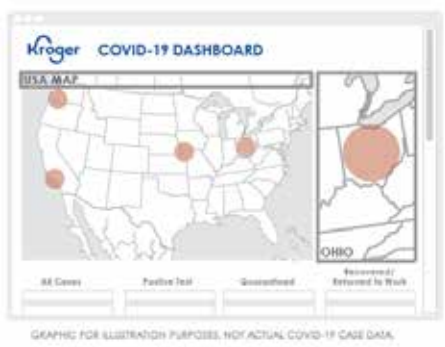 Kroger COVID-19 DASHBOARD
USA MAP
OHIO
All Cases
Positive Test
Quarantined
Recovered/
Returned to Work
GRAPHIC FOR ILLUSTRATION PURPOSES, NOT ACTUAL COVID-19 CASE DATA.